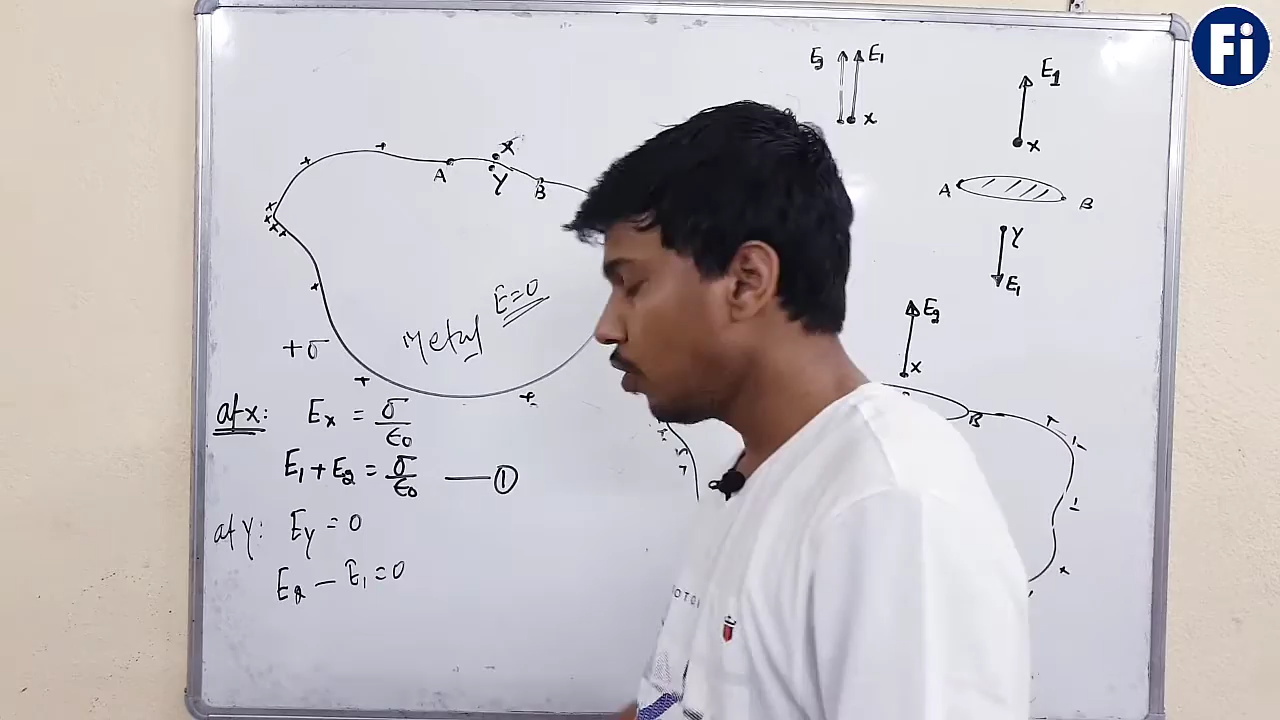 Fi
E₂ E₁
x
E₁
x
A B
Y
E₁
A X
Y B
Metal E=0
+σ
E₂
x
B
at x: Eₓ = σ/ϵ₀
E₁ + E₂ = σ/ϵ₀ — ①
at y: Ey = 0
E₂ − E₁ = 0